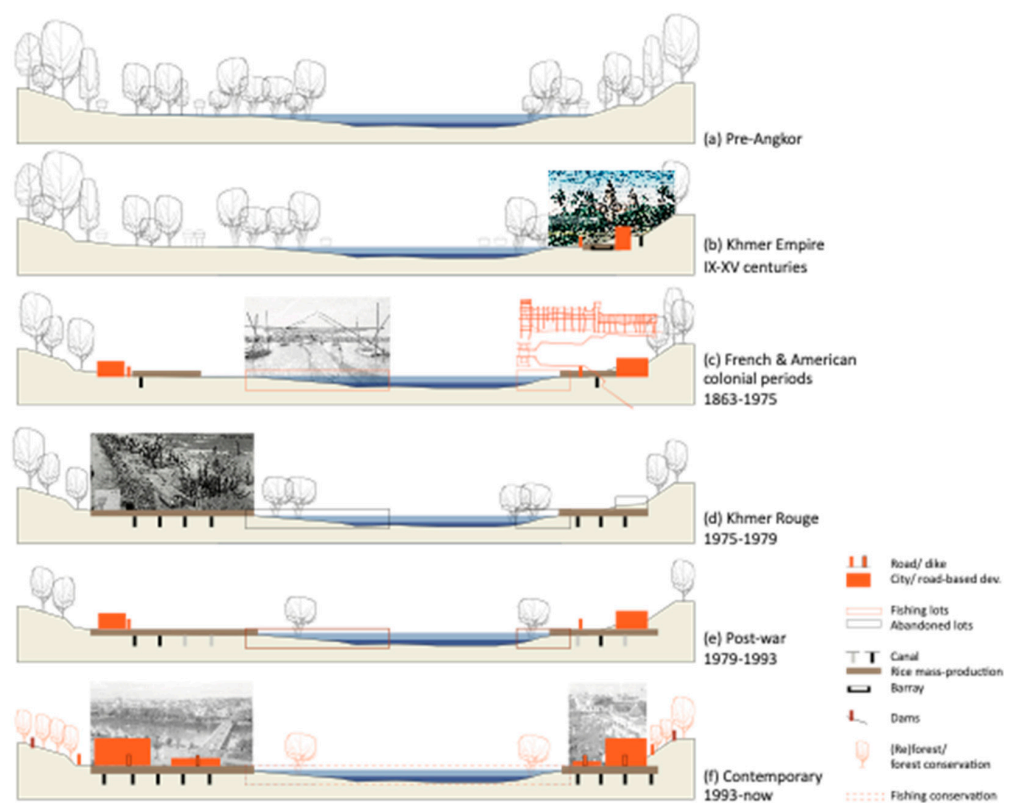 (a) Pre-Angkor
(b) Khmer Empire
IX-XV centuries
(c) French & American
colonial periods
1863-1975
(d) Khmer Rouge
1975-1979
(e) Post-war
1979-1993
(f) Contemporary
1993-now
Road/ dike
City/ road-based dev.
Fishing lots
Abandoned lots
Canal
Rice mass-production
Barray
Dams
(Re)forest/
forest conservation
Fishing conservation